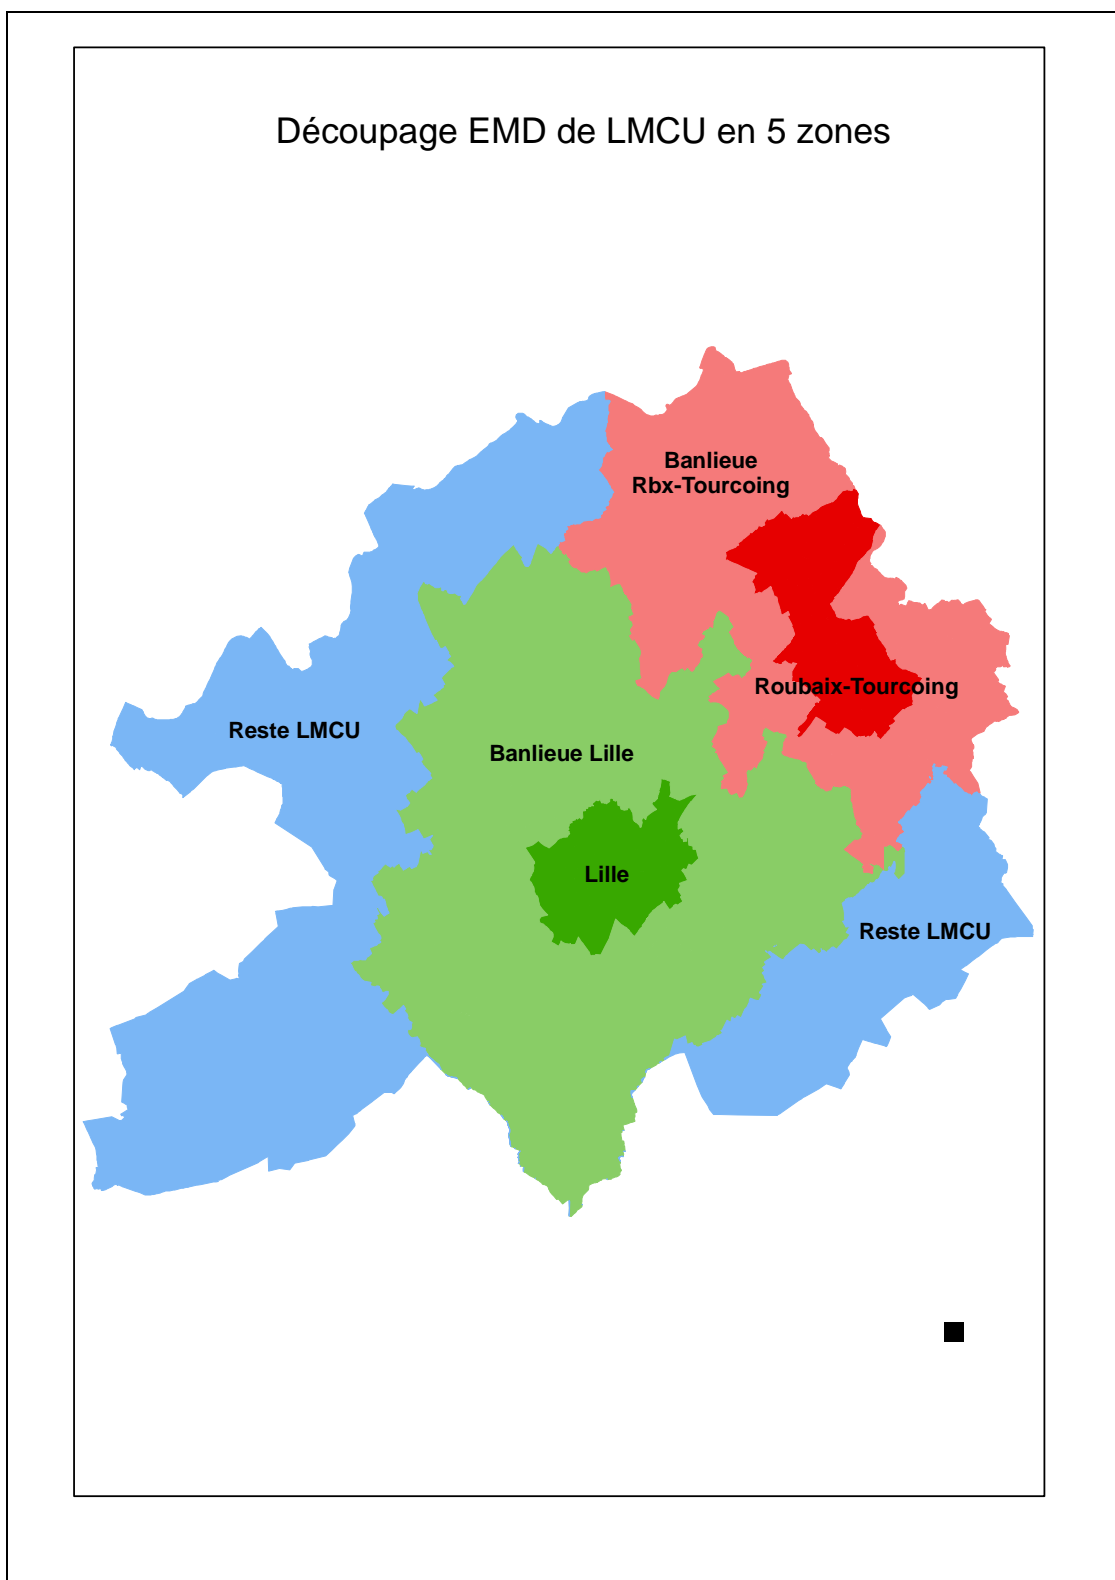 Découpage EMD de LMCU en 5 zones
Banlieue
Rbx-Tourcoing
Roubaix-Tourcoing
Reste LMCU
Banlieue Lille
Lille
Reste LMCU